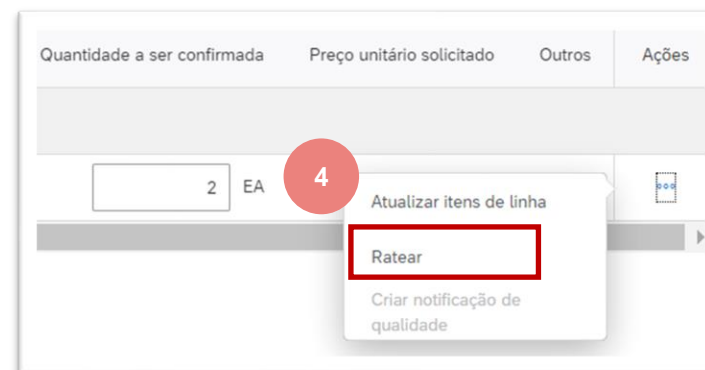 Quantidade a ser confirmada Preço unitário solicitado Outros Ações
2 EA
4
Atualizar itens de linha
Ratear
Criar notificação de
qualidade